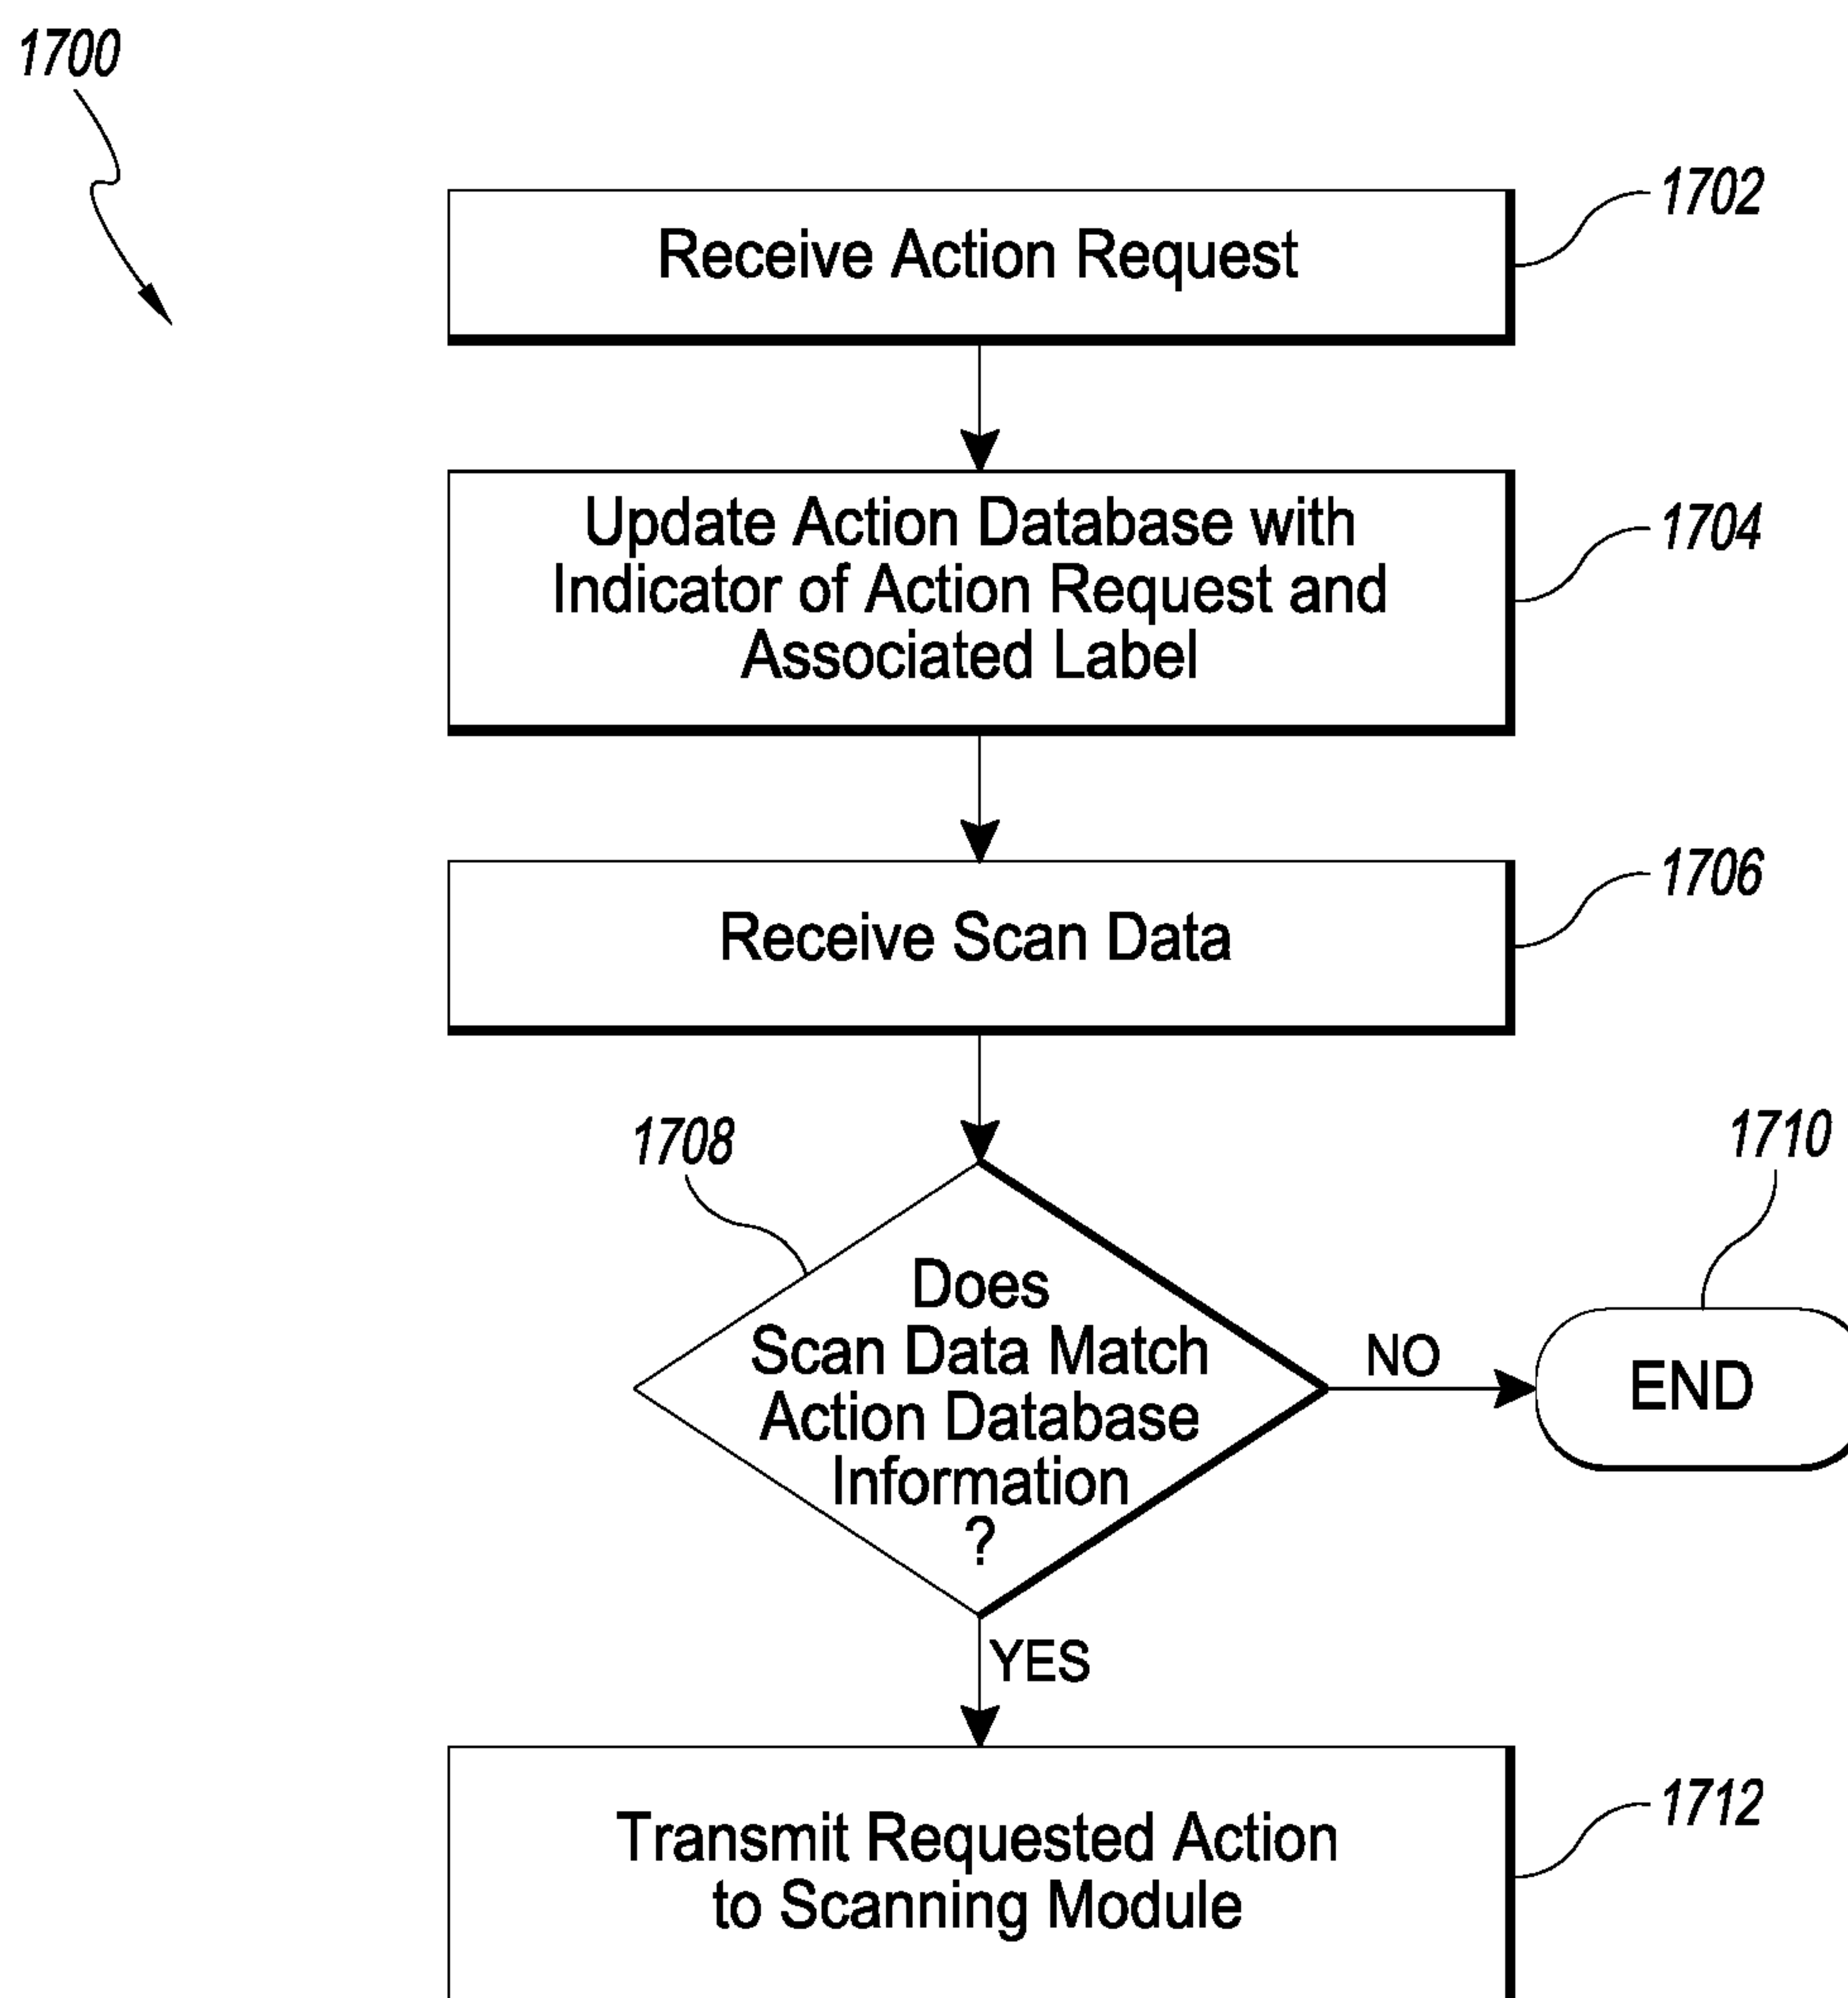 1700
Receive Action Request
1702
Update Action Database with
Indicator of Action Request and
Associated Label
1704
Receive Scan Data
1706
1708
Does
Scan Data Match
Action Database
Information
?
NO
1710
END
YES
Transmit Requested Action
to Scanning Module
1712